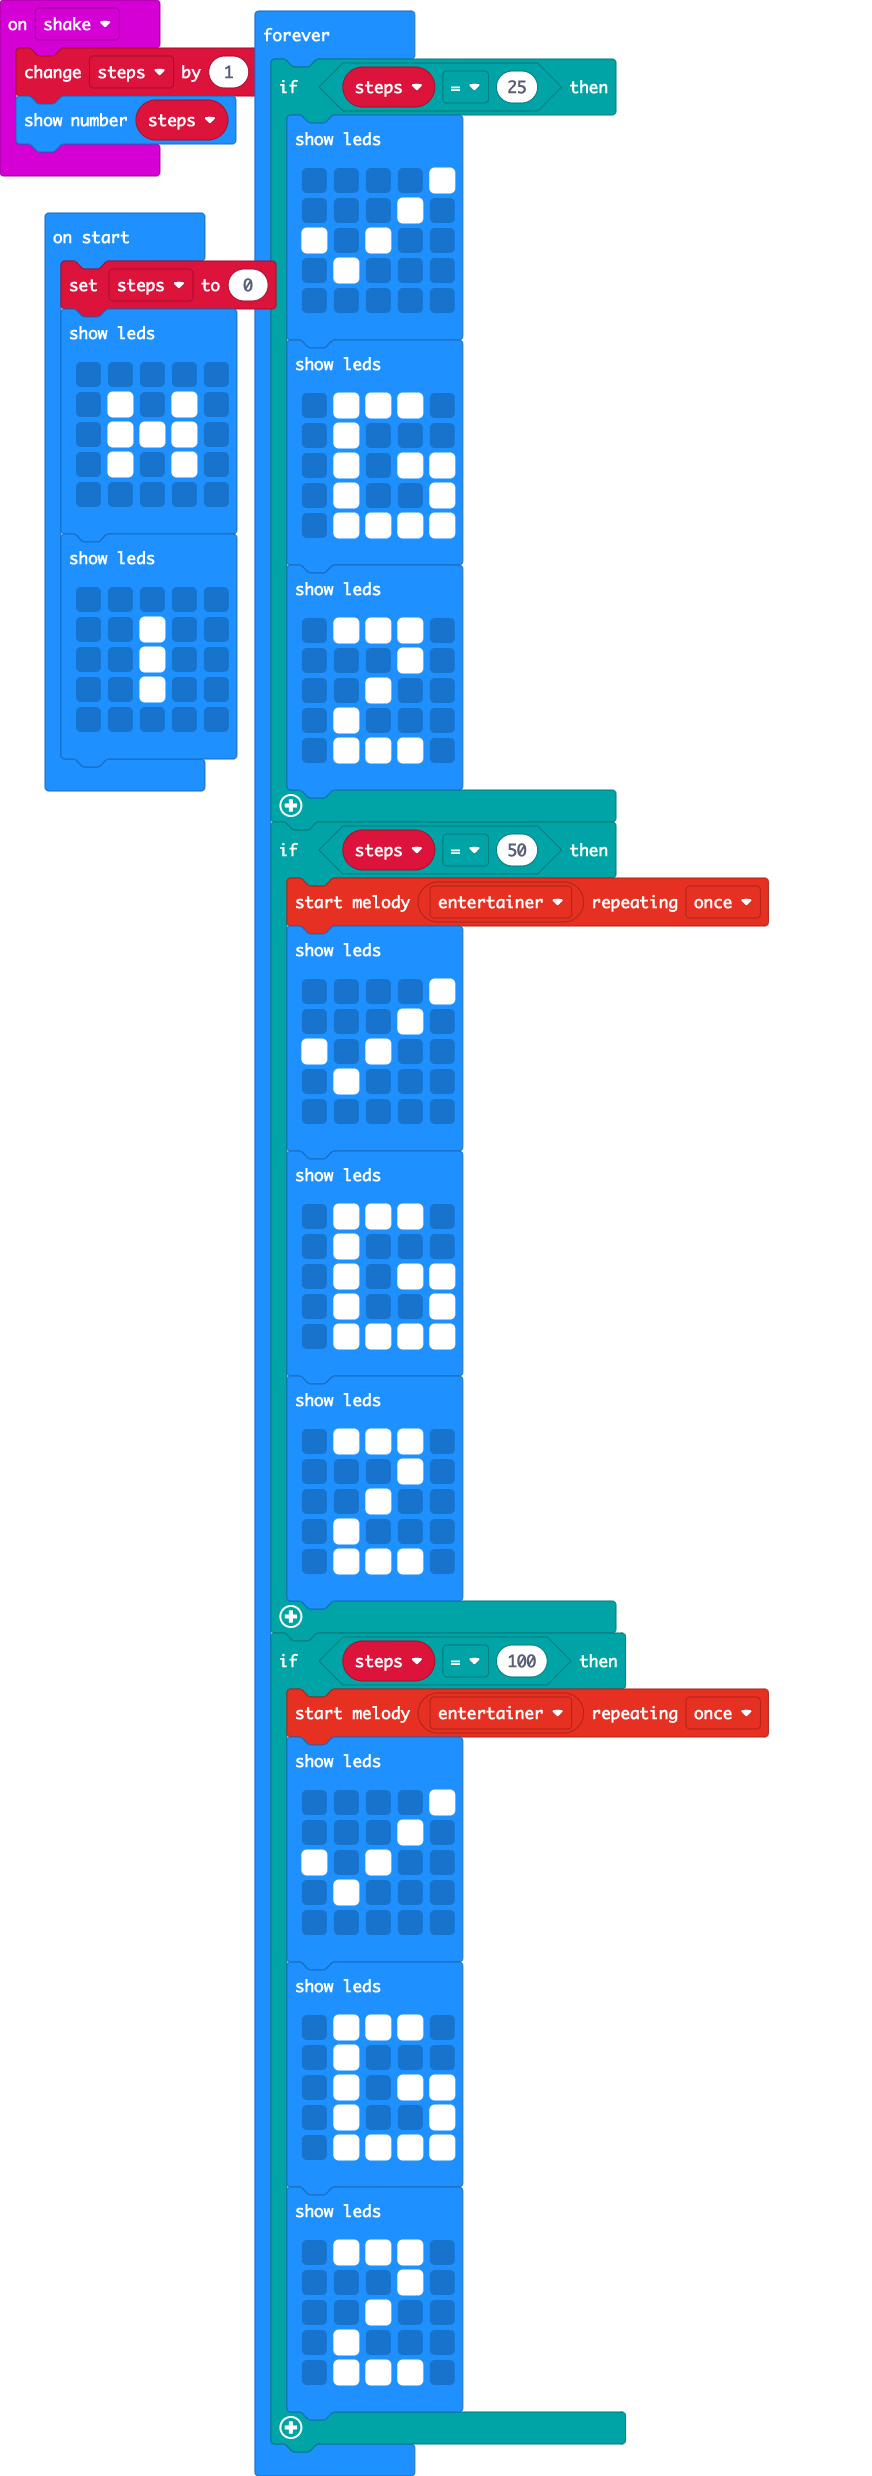 on shake
change steps by 1
show number steps
on start
set steps to 0
show leds
show leds
forever
if steps = 25 then
show leds
show leds
show leds
if steps = 50 then
start melody entertainer repeating once
show leds
show leds
show leds
if steps = 100 then
start melody entertainer repeating once
show leds
show leds
show leds